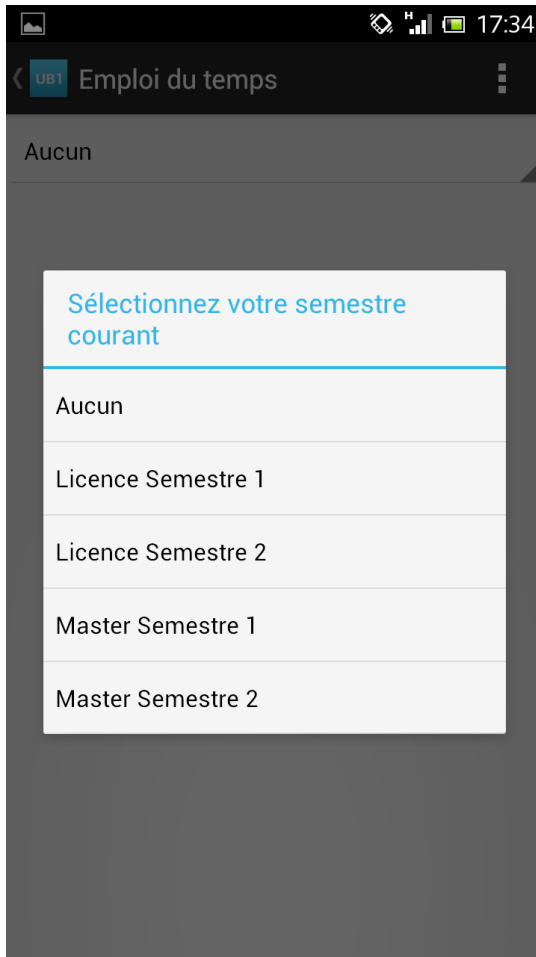 H 17:34
UB1 Emploi du temps
Aucun
Sélectionnez votre semestre
courant
Aucun
Licence Semestre 1
Licence Semestre 2
Master Semestre 1
Master Semestre 2